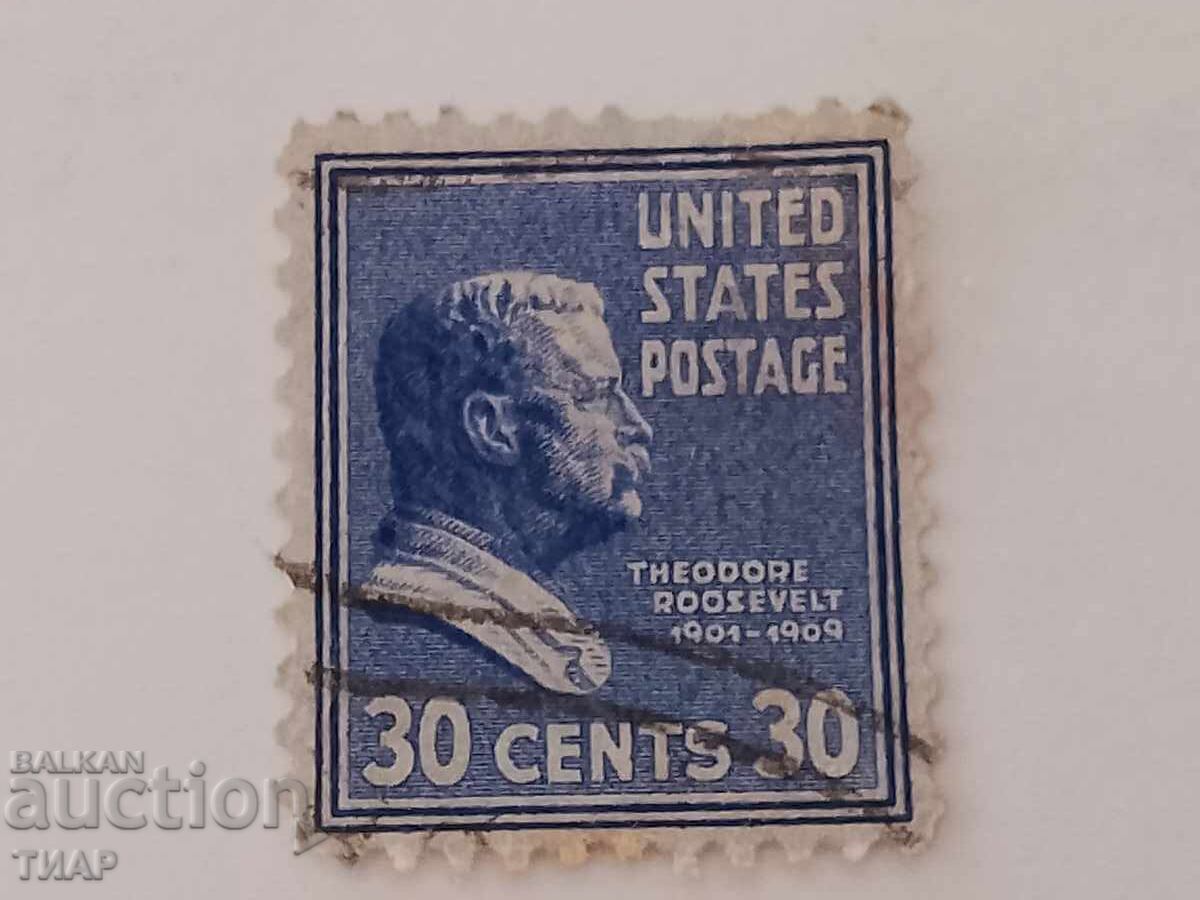 UNITED
STATES
POSTAGE
THEODORE
ROOSEVELT
1901-1909
30 CENTS 30
BALKAN
auction
ТИАР